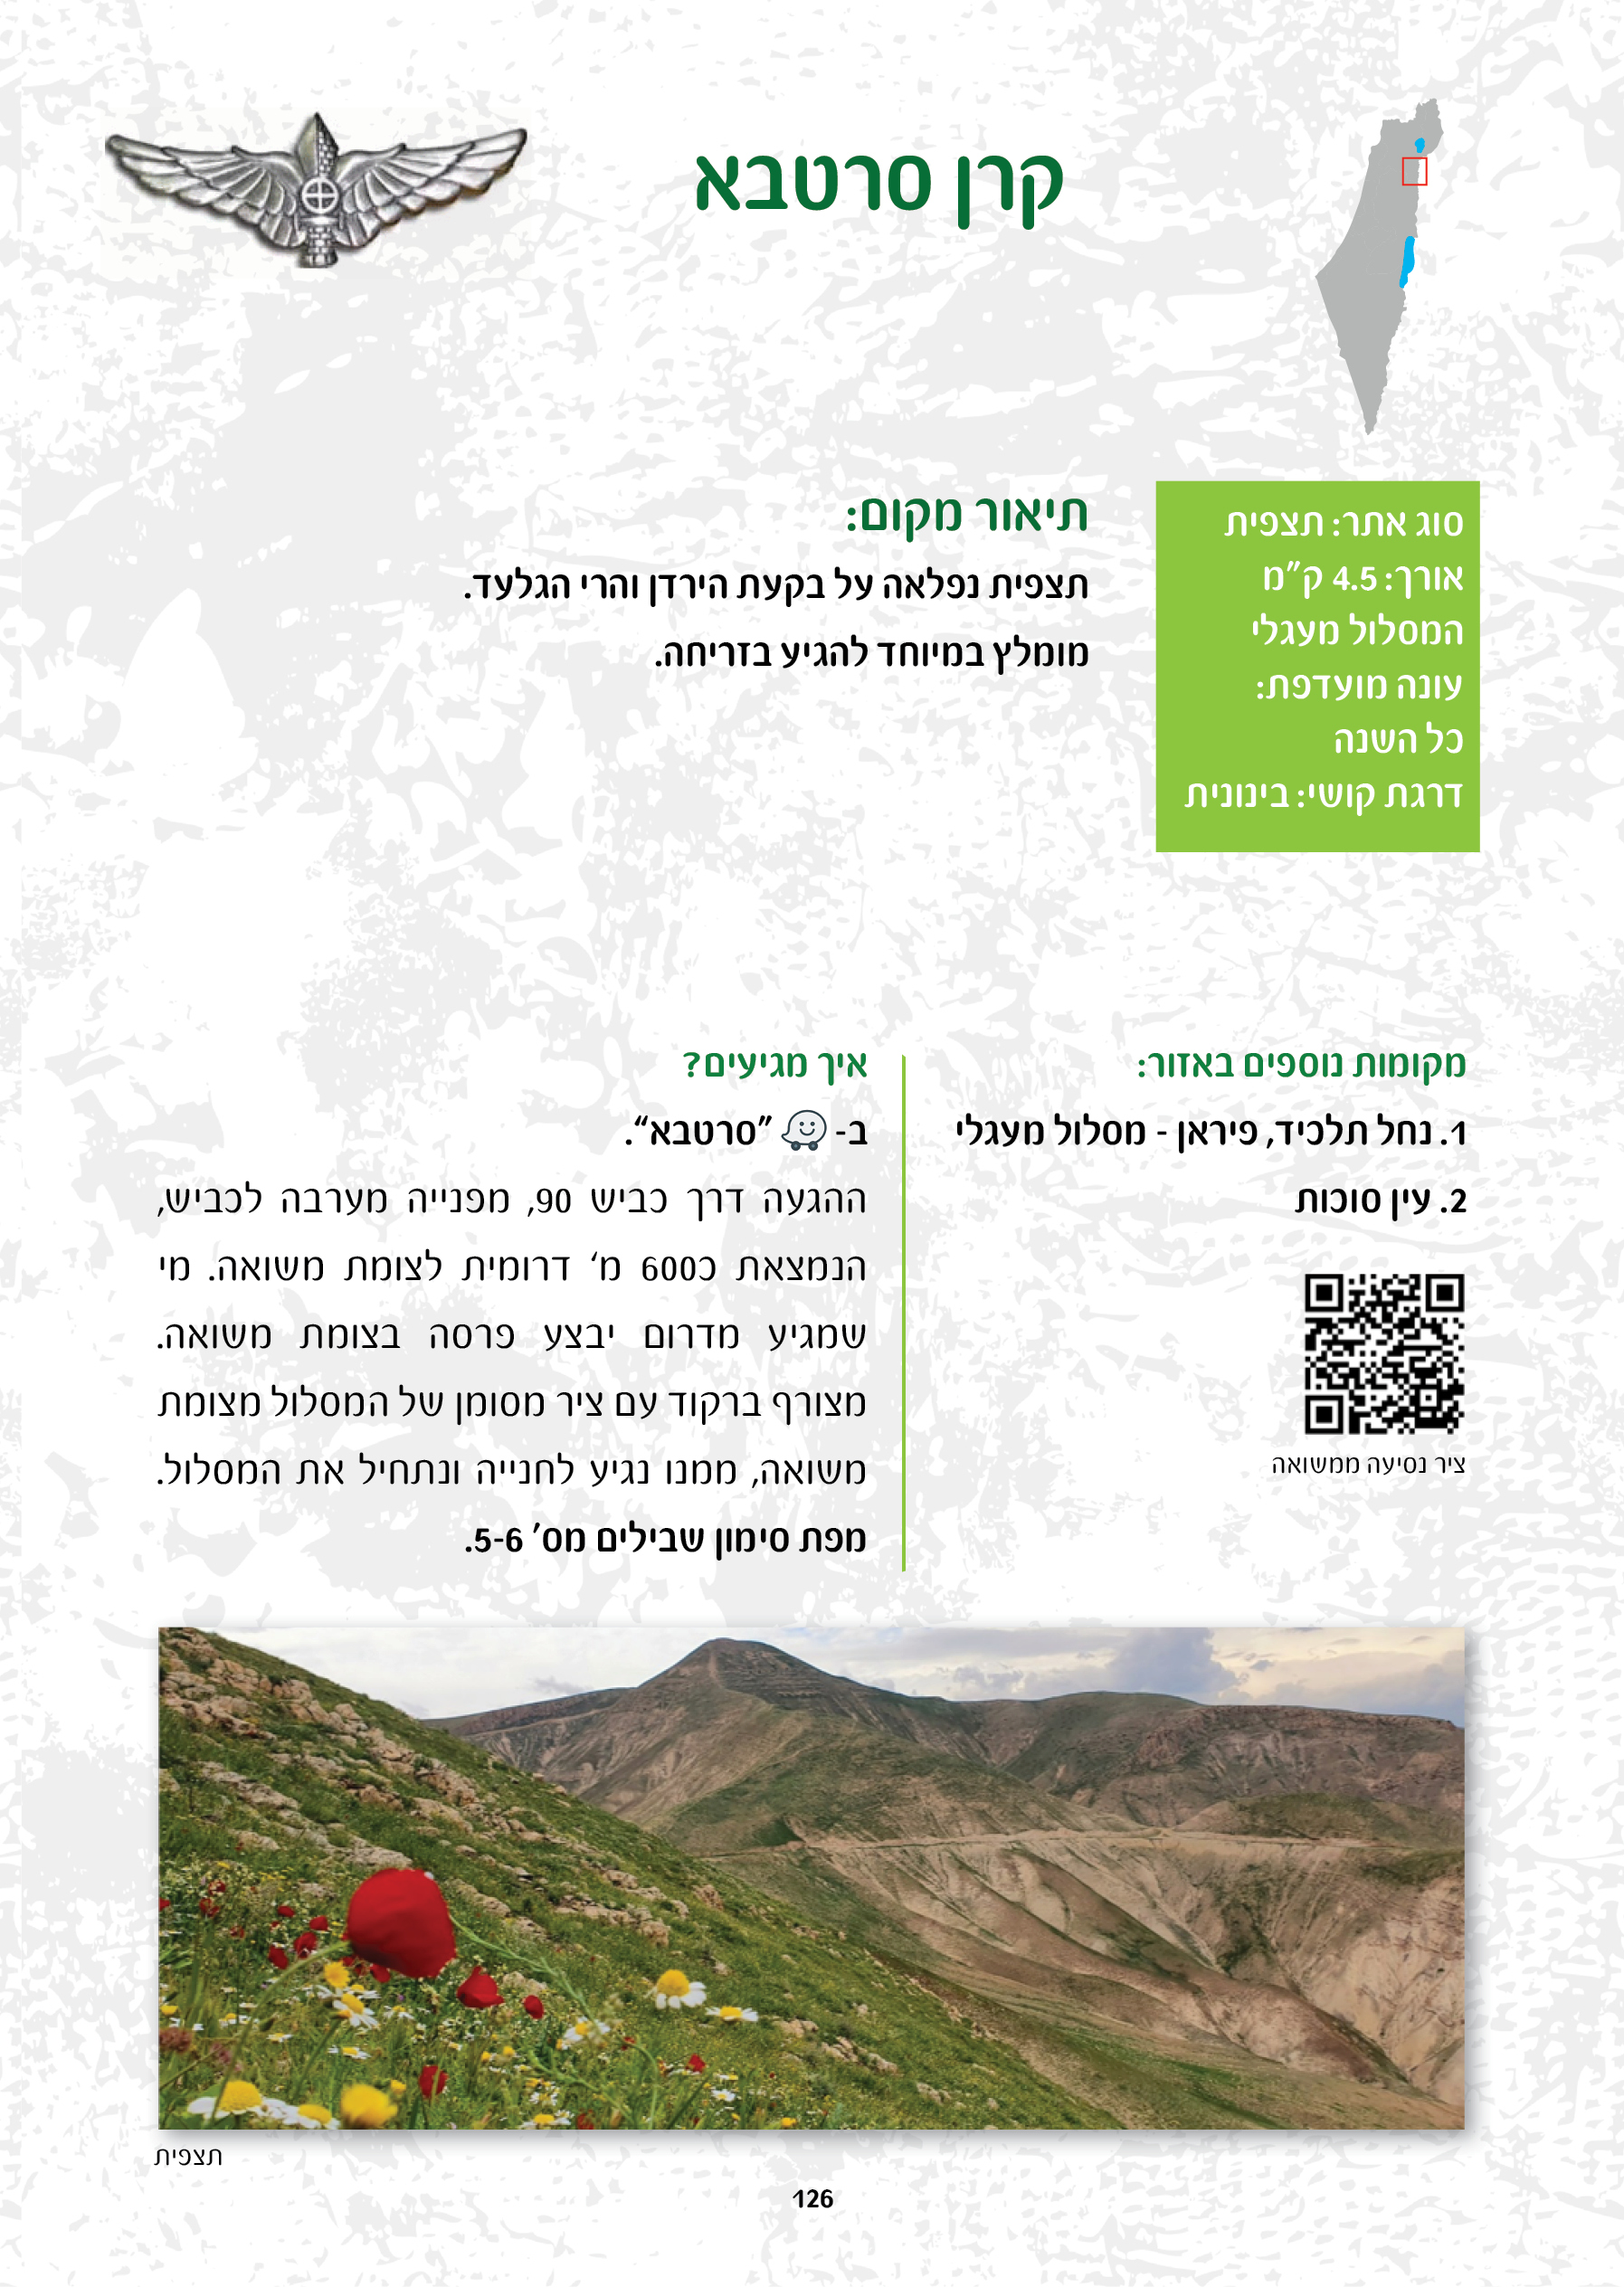 קרן סרטבא
סוג אתר: תצפית
אורך: 4.5 ק"מ
המסלול מעגלי
עונה מועדפת:
כל השנה
דרגת קושי: בינונית
תיאור מקום:
תצפית נפלאה על בקעת הירדן והרי הגלעד.
מומלץ במיוחד להגיע בזריחה.
מקומות נוספים באזור:
1. נחל תלכיד, פיראן - מסלול מעגלי
2. עין סוכות
ציר נסיעה ממשואה
איך מגיעים?
ב- "סרטבא“.
ההגעה דרך כביש 90, מפנייה מערבה לכביש,
הנמצאת כ600 מ‘ דרומית לצומת משואה. מי
שמגיע מדרום יבצע פרסה בצומת משואה.
מצורף ברקוד עם ציר מסומן של המסלול מצומת
משואה, ממנו נגיע לחנייה ונתחיל את המסלול.
מפת סימון שבילים מס’ 5-6.
תצפית
126